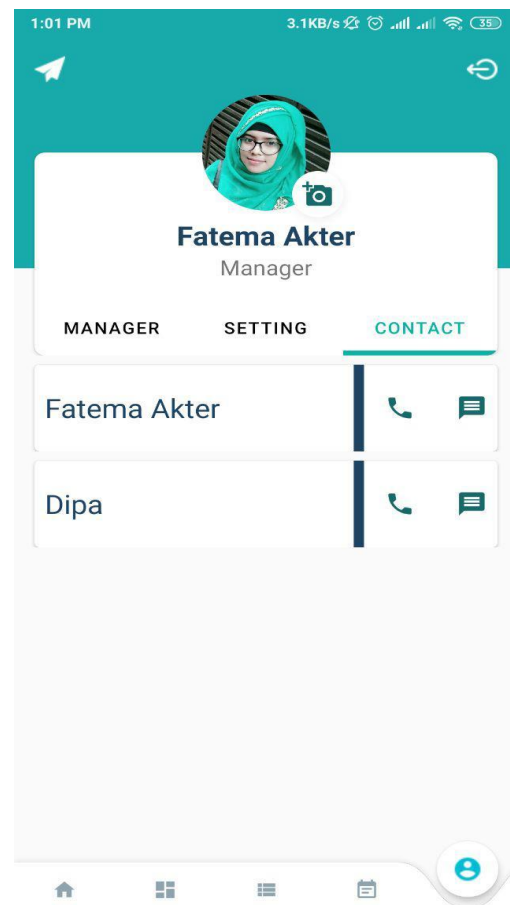 1:01 PM 3.1KB/s 35
Fatema Akter
Manager
MANAGER SETTING CONTACT
Fatema Akter
Dipa